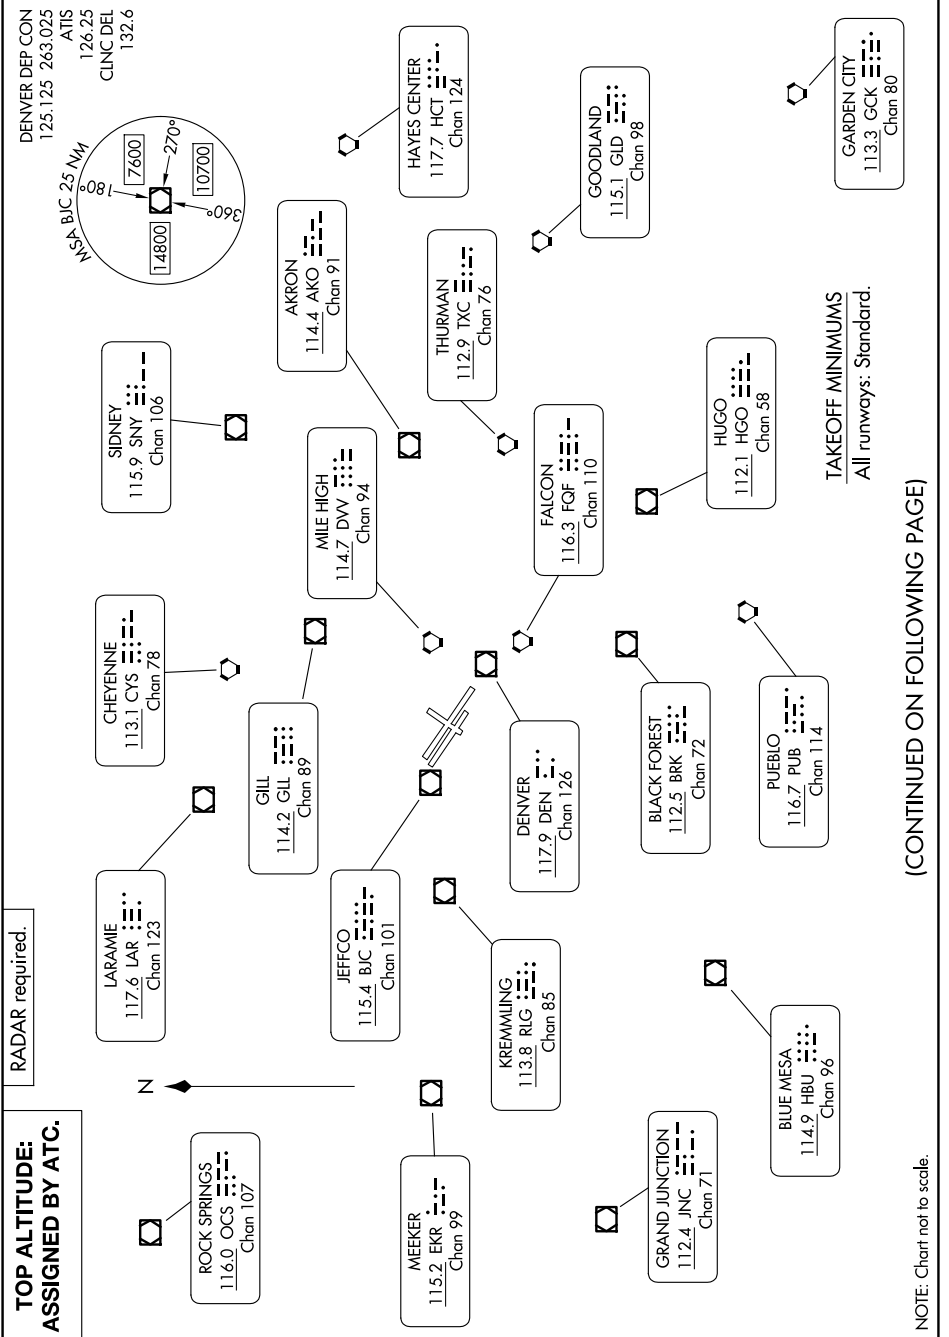 TOP ALTITUDE:
ASSIGNED BY ATC.
RADAR required.
DENVER DEP CON
125.125 263.025
ATIS
126.25
CLNC DEL
132.6
MSA BJC 25 NM
180°
7600
270°
10700
360°
14800
N
ROCK SPRINGS
116.0 OCS
Chan 107
LARAMIE
117.6 LAR
Chan 123
CHEYENNE
113.1 CYS
Chan 78
SIDNEY
115.9 SNY
Chan 106
GILL
114.2 GLL
Chan 89
MILE HIGH
114.7 DVV
Chan 94
AKRON
114.4 AKO
Chan 91
HAYES CENTER
117.7 HCT
Chan 124
MEEKER
115.2 EKR
Chan 99
JEFFCO
115.4 BJC
Chan 101
THURMAN
112.9 TXC
Chan 76
KREMMLING
113.8 RLG
Chan 85
DENVER
117.9 DEN
Chan 126
FALCON
116.3 FQF
Chan 110
GOODLAND
115.1 GLD
Chan 98
GRAND JUNCTION
112.4 JNC
Chan 71
BLACK FOREST
112.5 BRK
Chan 72
HUGO
112.1 HGO
Chan 58
BLUE MESA
114.9 HBU
Chan 96
PUEBLO
116.7 PUB
Chan 114
GARDEN CITY
113.3 GCK
Chan 80
TAKEOFF MINIMUMS
All runways: Standard.
(CONTINUED ON FOLLOWING PAGE)
NOTE: Chart not to scale.